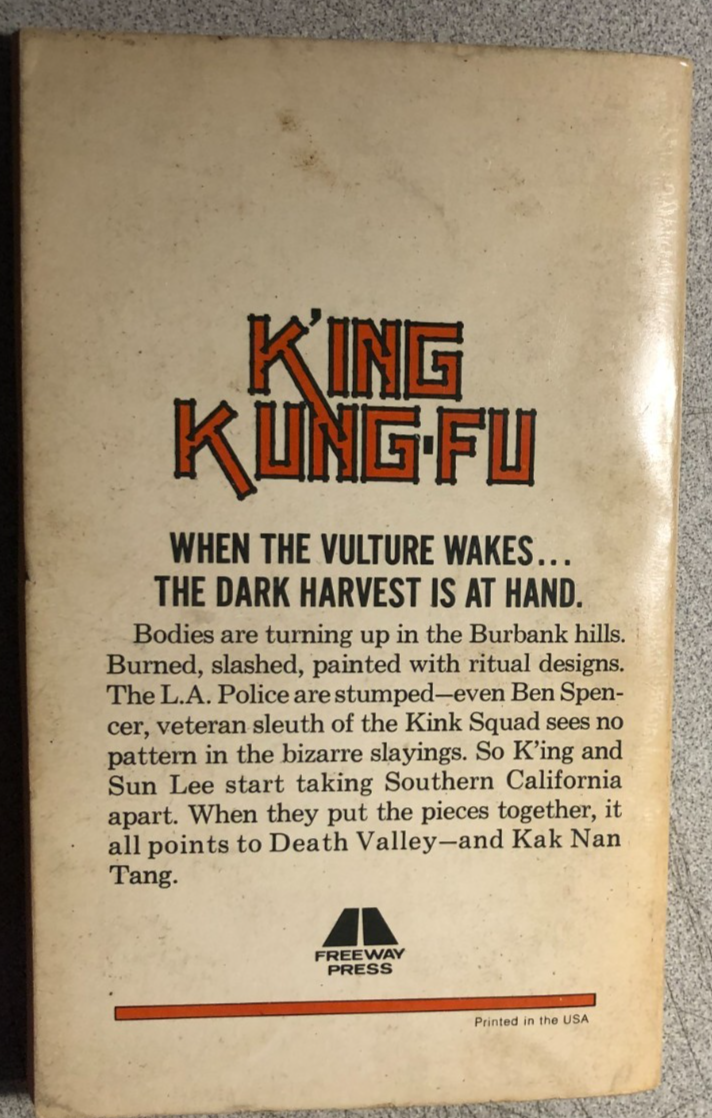 K'ING
KUNG-FU
WHEN THE VULTURE WAKES...
THE DARK HARVEST IS AT HAND.
Bodies are turning up in the Burbank hills.
Burned, slashed, painted with ritual designs.
The L.A. Police are stumped—even Ben Spen-
cer, veteran sleuth of the Kink Squad sees no
pattern in the bizarre slayings. So K'ing and
Sun Lee start taking Southern California
apart. When they put the pieces together, it
all points to Death Valley—and Kak Nan
Tang.
FREEWAY
PRESS
Printed in the USA